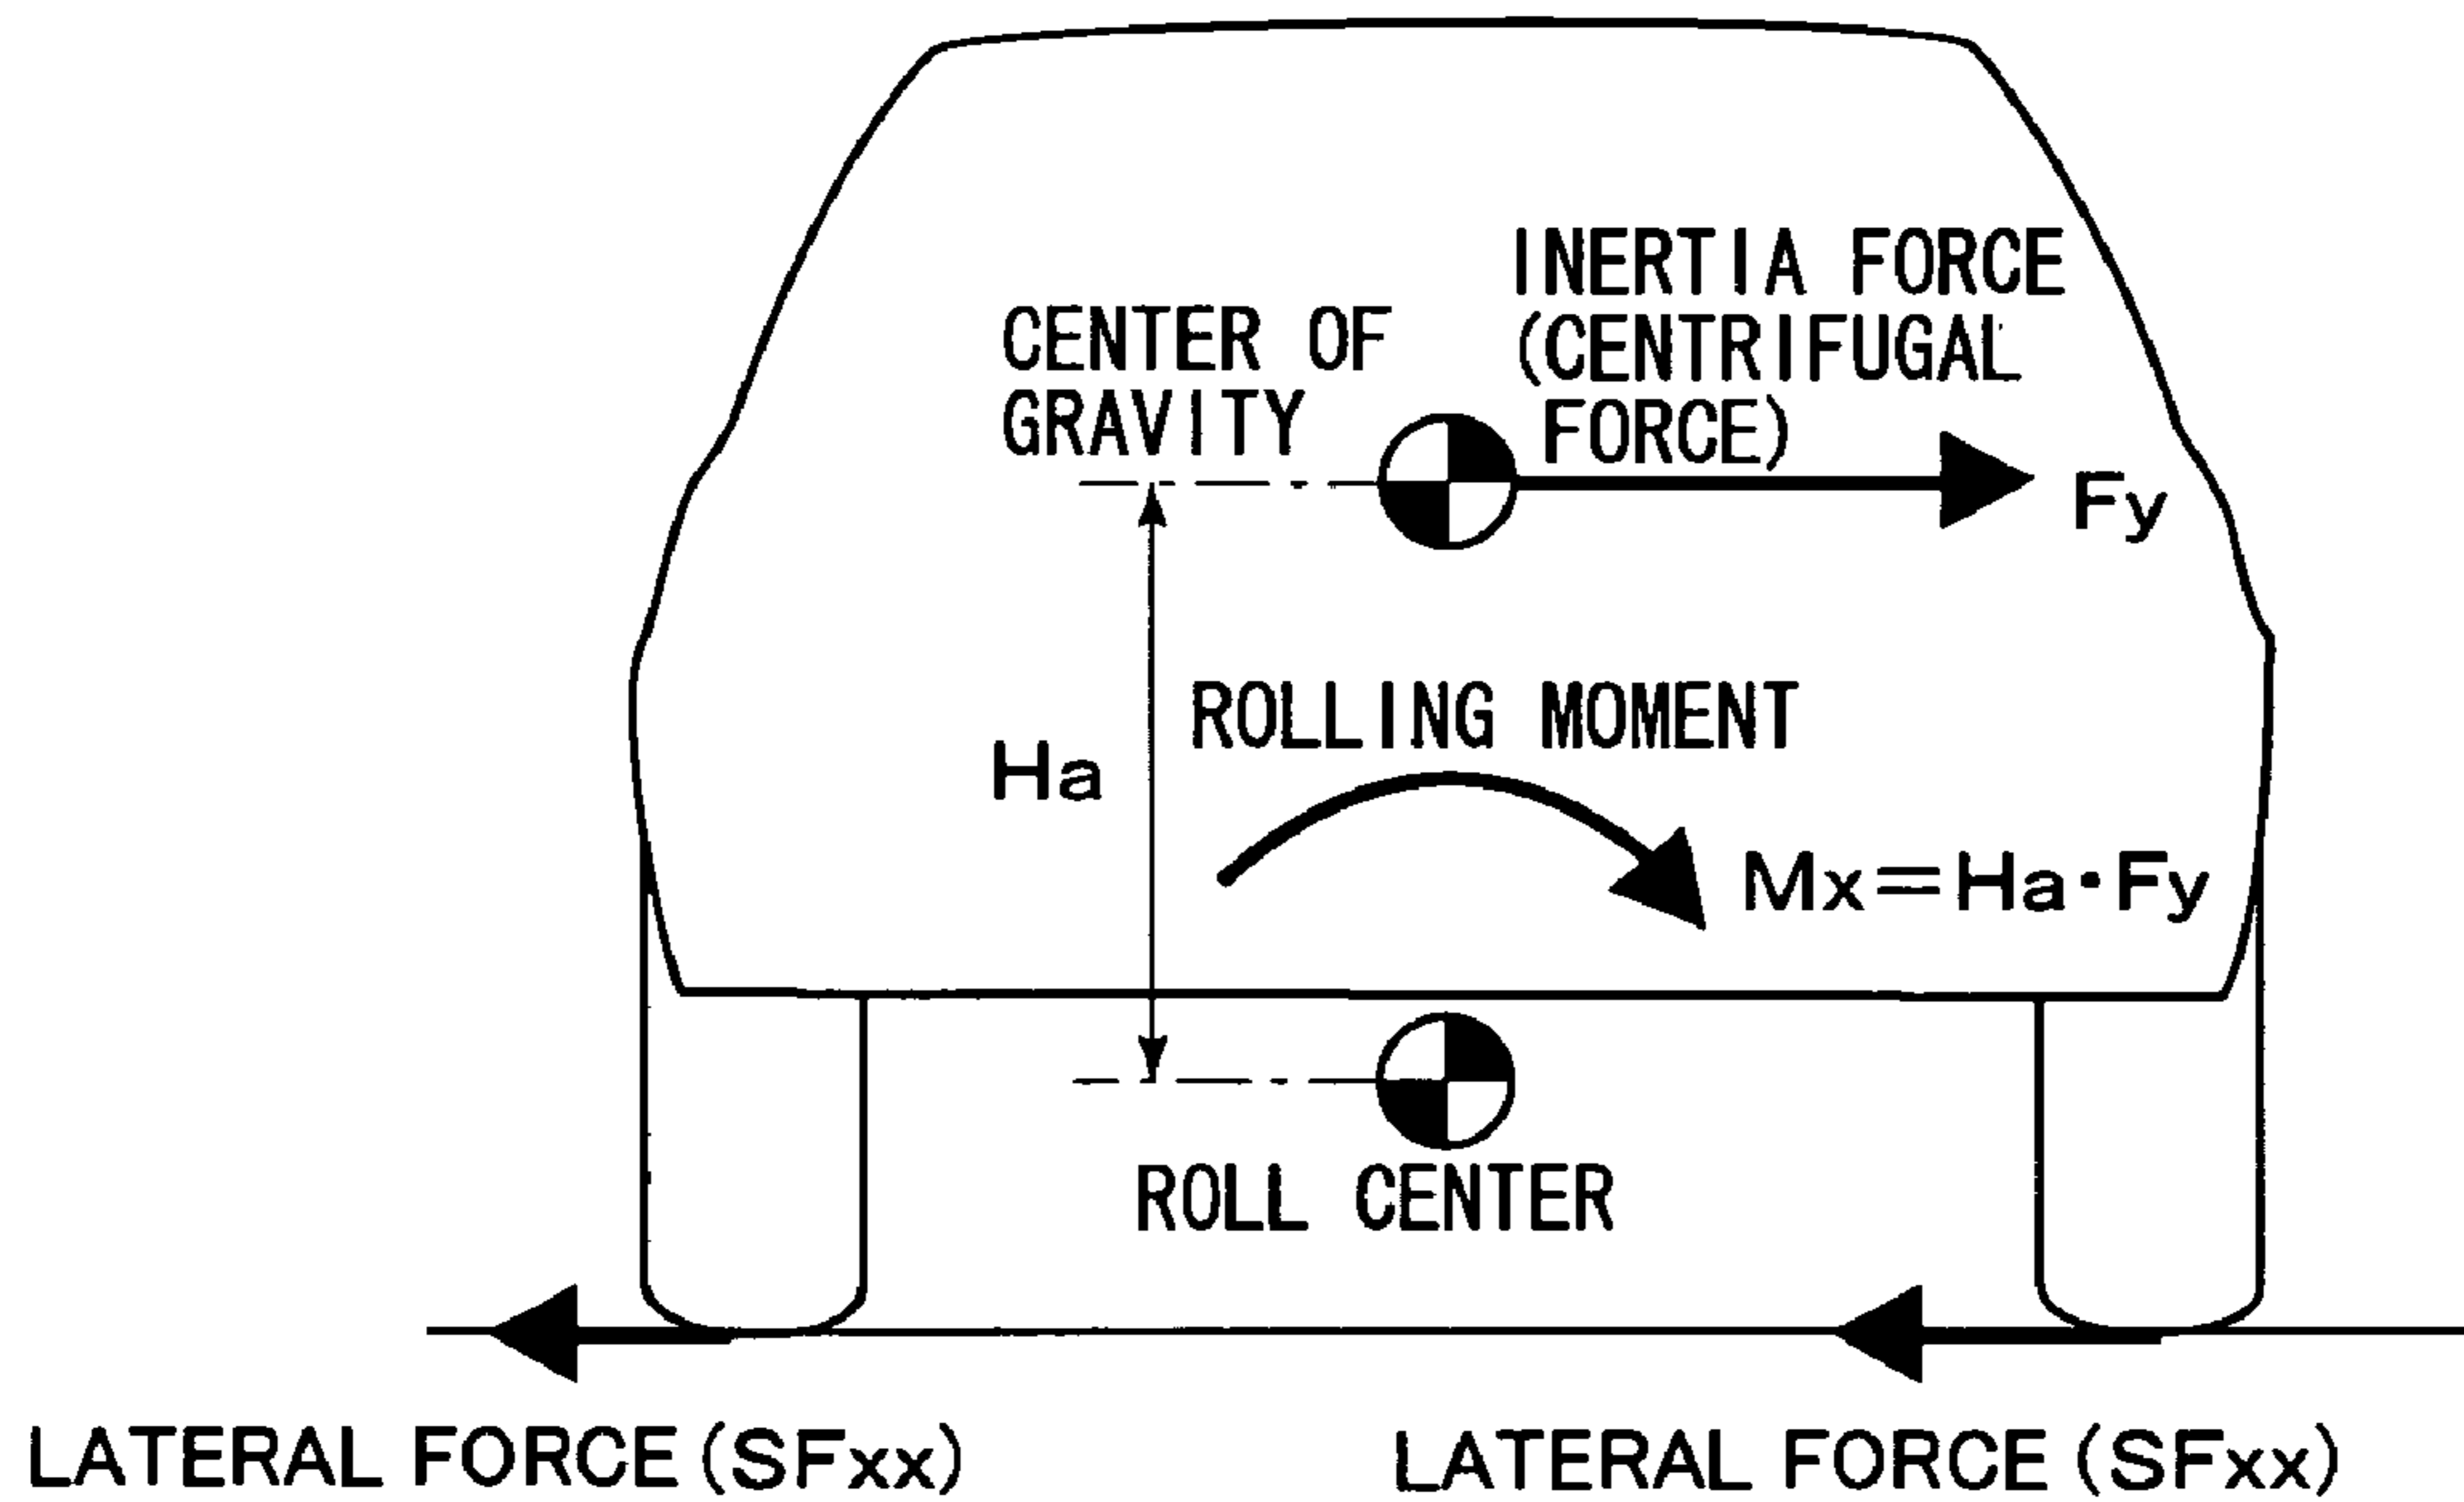 INERTIA FORCE
(CENTRIFUGAL
FORCE)
CENTER OF
GRAVITY
Fy
ROLLING MOMENT
Ha
Mx=Ha・Fy
ROLL CENTER
LATERAL FORCE(SFxx)
LATERAL FORCE(SFxx)